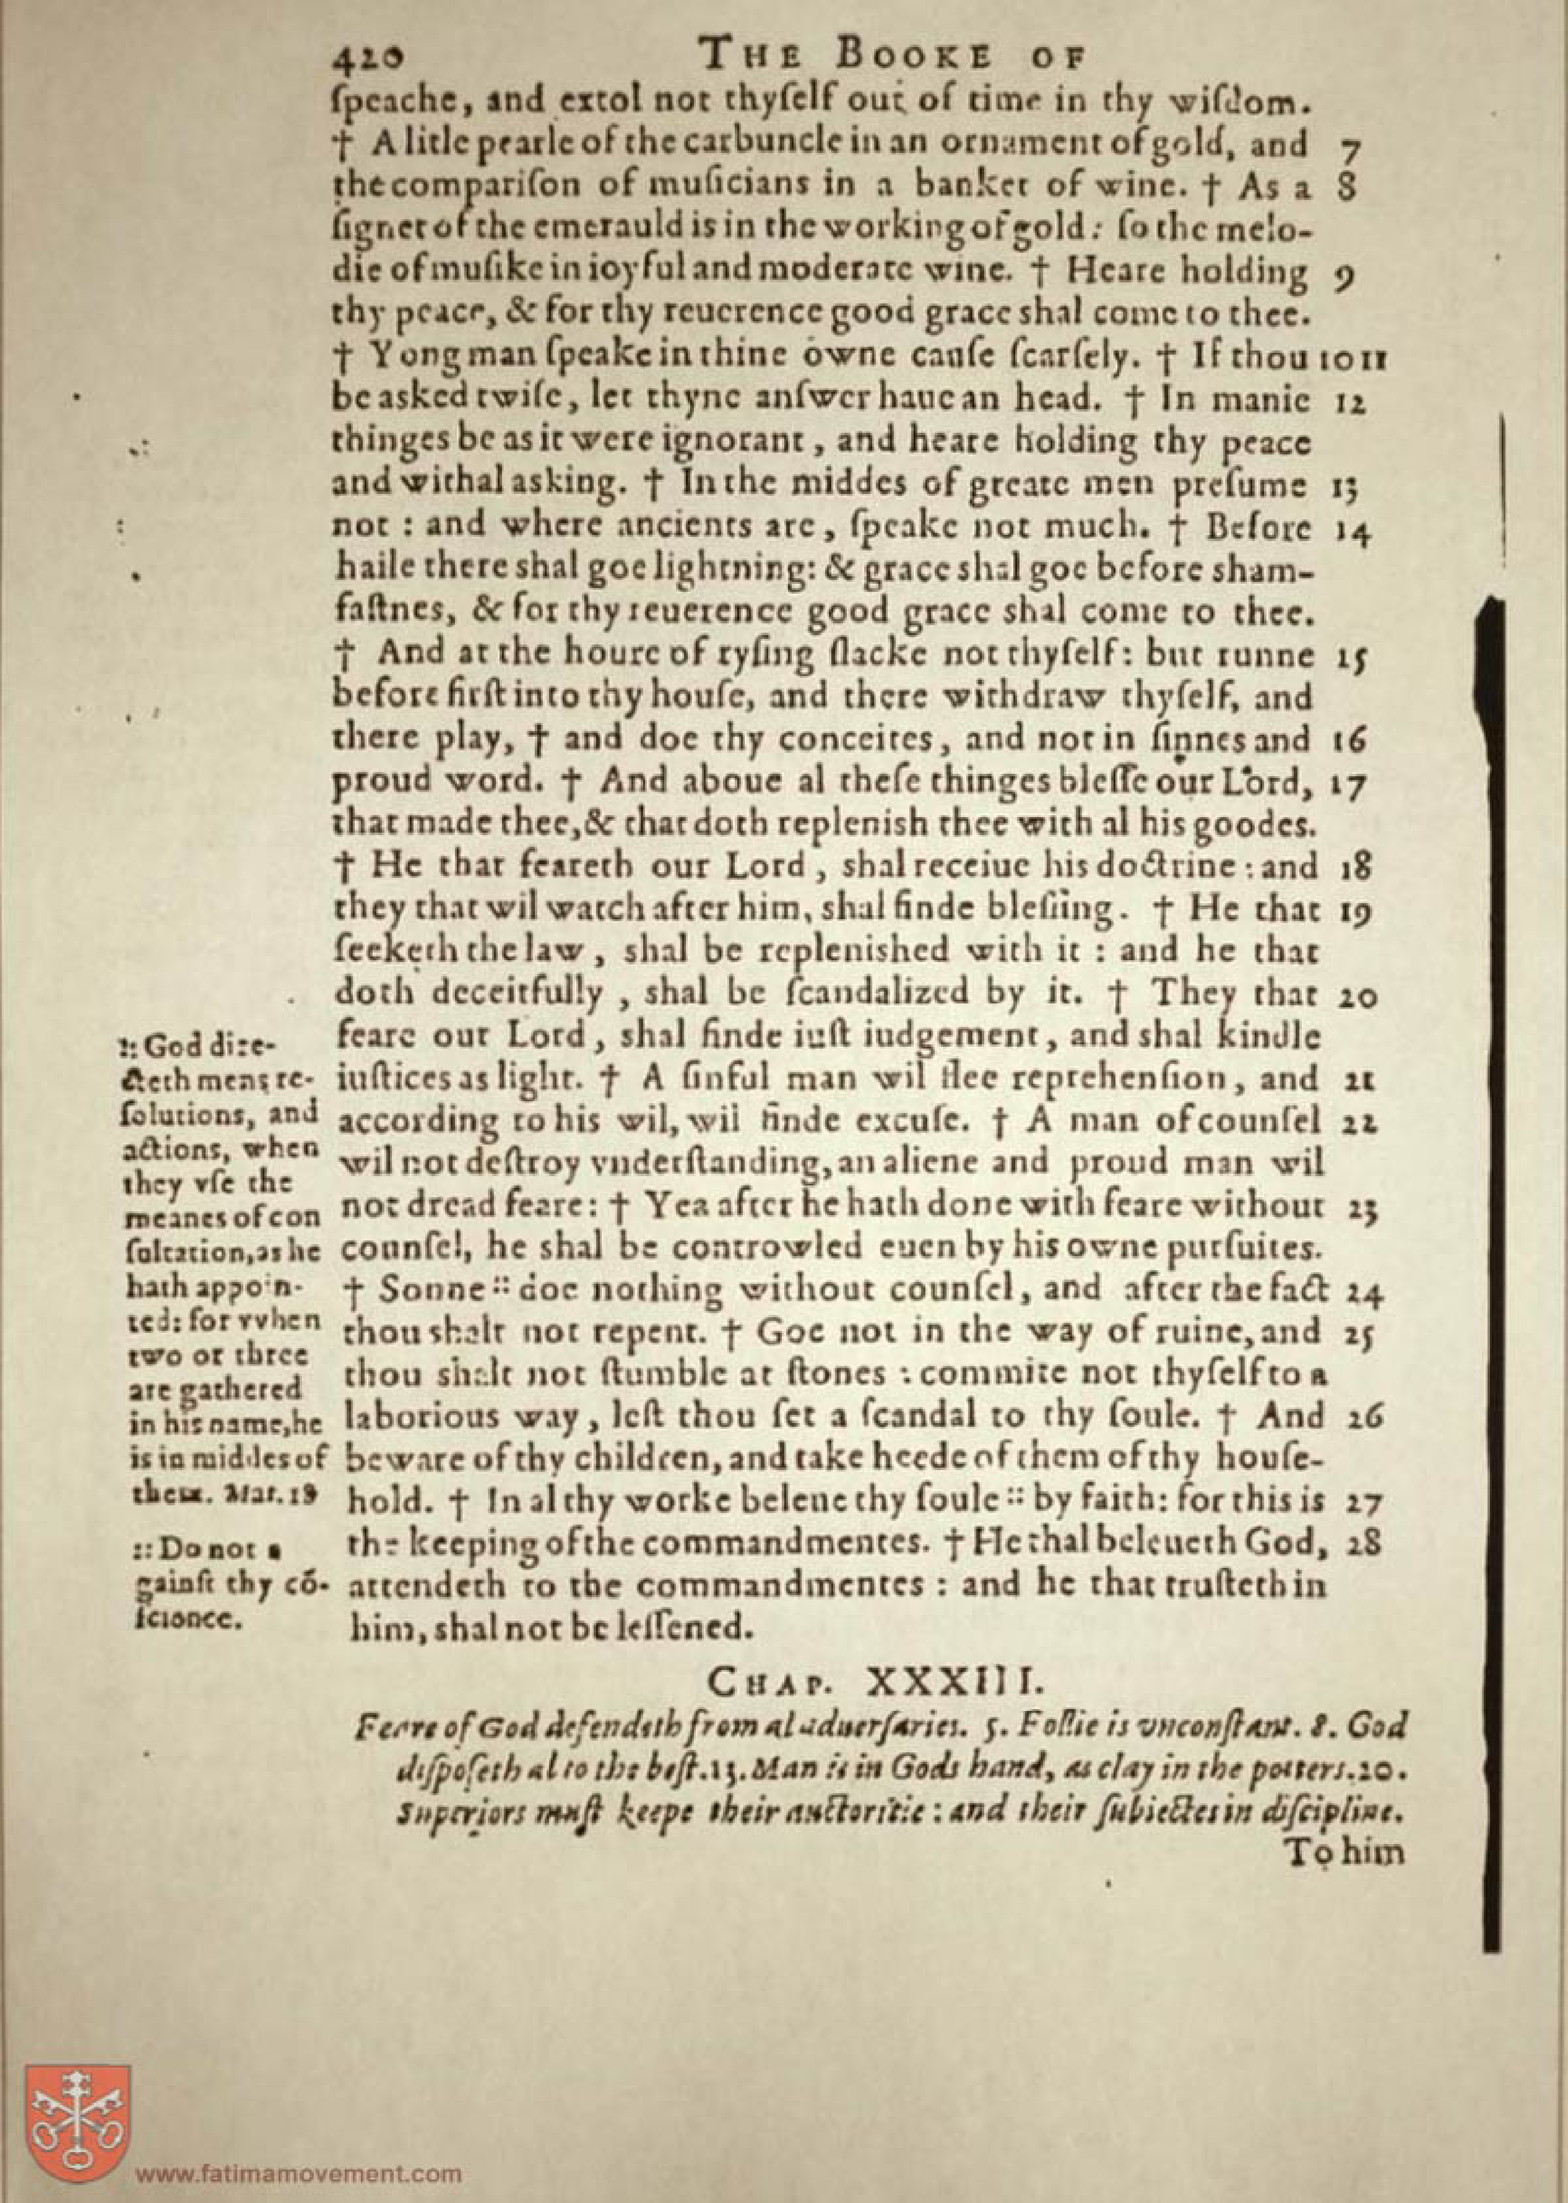 420 THE BOOKE OF
ſpeache, and extol not thyſelf out of time in thy wiſdom.
† A litle pearle of the carbuncle in an ornament of gold, and 7
the compariſon of muſicians in a banket of wine. † As a 8
ſignet of the emerauld is in the working of gold: ſo the melo-
die of muſike in ioyful and moderate wine. † Heare holding 9
thy peace, & for thy reuerence good grace shal come to thee.
† Yong man ſpeake in thine owne cauſe ſcarſely. † If thou 10 11
be asked twiſe, let thyne anſwer haue an head. † In manie 12
thinges be as it were ignorant, and heare holding thy peace
and withal asking. † In the middes of greate men preſume 13
not: and where ancients are, ſpeake not much. † Before 14
haile there shal goe lightning: & grace shal goe before sham-
faſtnes, & for thy reuerence good grace shal come to thee.
† And at the houre of ryſing ſlacke not thyſelf: but runne 15
before firſt into thy houſe, and there withdraw thyſelf, and
there play, † and doe thy conceites, and not in ſinnes and 16
proud word. † And aboue al theſe thinges bleſſe our Lord, 17
that made thee, & that doth replenish thee with al his goodes.
† He that feareth our Lord, shal receiue his doctrine: and 18
they that wil watch after him, shal finde bleſſing. † He that 19
ſeeketh the law, shal be replenished with it: and he that
doth deceitfully, shal be ſcandalized by it. † They that 20
feare our Lord, shal finde iuſt iudgement, and shal kindle
iuſtices as light. † A ſinful man wil flee reprehenſion, and 21
according to his wil, wil finde excuſe. † A man of counſel 22
wil not deſtroy vnderſtanding, an aliene and proud man wil
not dread feare: † Yea after he hath done with feare without 23
counſel, he shal be controwled euen by his owne purſuites.
† Sonne :: doe nothing without counſel, and after the fact 24
thou shalt not repent. † Goe not in the way of ruine, and 25
thou shalt not ſtumble at ſtones: commite not thyſelf to a
laborious way, leſt thou ſet a ſcandal to thy ſoule. † And 26
beware of thy children, and take heede of them of thy houſe-
hold. † In al thy worke beleue thy ſoule :: by faith: for this is 27
the keeping of the commandmentes. † He thal beleueth God, 28
attendeth to the commandmentes: and he that truſteth in
him, shal not be leſſened.
:: God dire-
cteth mens re-
ſolutions, and
actions, when
they vſe the
meanes of con
ſultation, as he
hath appoin-
ted: for vvhen
two or three
are gathered
in his name, he
is in middes of
them. Mat. 18
:: Do not a
gainſt thy cõ-
ſcience.
CHAP. XXXIII.
Feare of God defendeth from al aduerſaries. 5. Follie is vnconſtant. 8. God
diſpoſeth al to the beſt. 13. Man is in Gods hand, as clay in the potters. 20.
Superiors muſt keepe their auctoritie: and their ſubiectes in diſcipline.
To him
www.fatimamovement.com